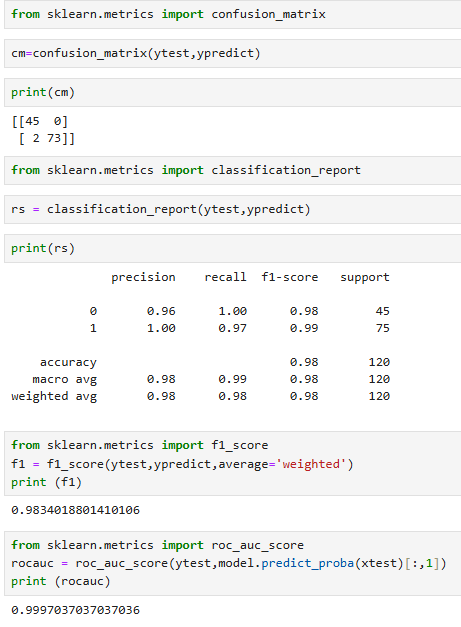 from sklearn.metrics import confusion_matrix
cm=confusion_matrix(ytest,ypredict)
print(cm)
[[45  0]
 [ 2 73]]
from sklearn.metrics import classification_report
rs = classification_report(ytest,ypredict)
print(rs)
              precision    recall  f1-score   support
           0       0.96      1.00      0.98        45
           1       1.00      0.97      0.99        75
    accuracy                           0.98       120
   macro avg       0.98      0.99      0.98       120
weighted avg       0.98      0.98      0.98       120
from sklearn.metrics import f1_score
f1 = f1_score(ytest,ypredict,average='weighted')
print (f1)
0.9834018801410106
from sklearn.metrics import roc_auc_score
rocauc = roc_auc_score(ytest,model.predict_proba(xtest)[:,1])
print (rocauc)
0.9997037037037036